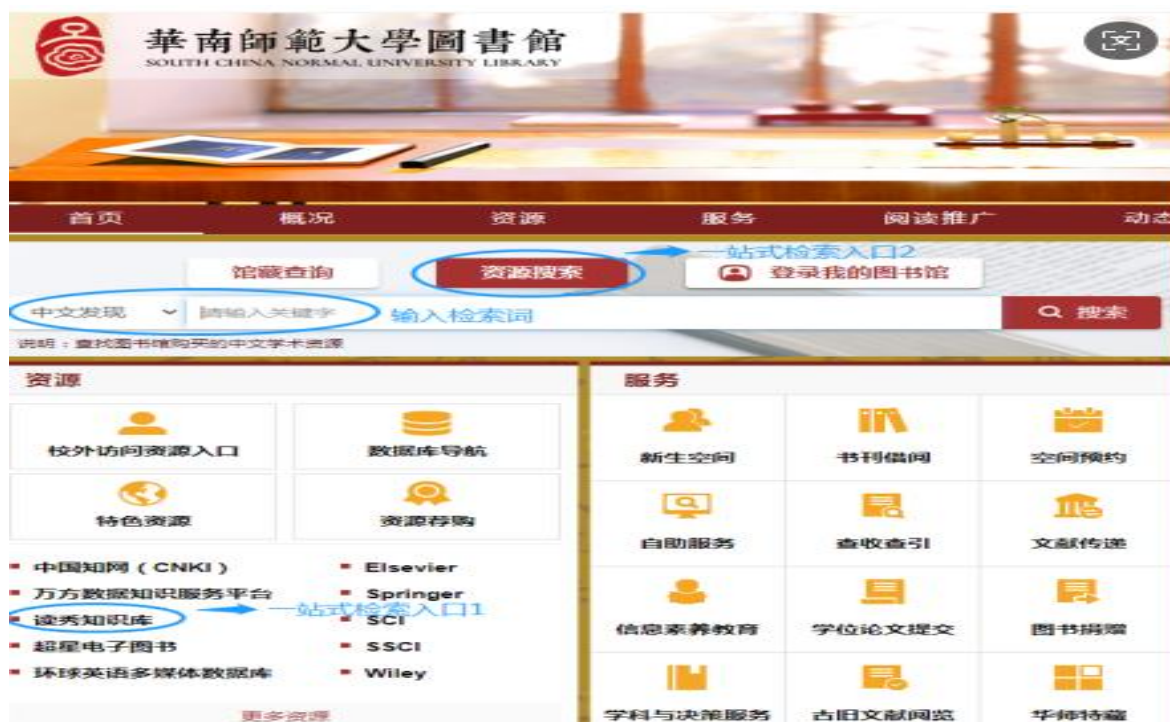 華南師範大學圖書館
SOUTH CHINA NORMAL UNIVERSITY LIBRARY
首页 概况 资源 服务 阅读推广 动态
馆藏查询 资源搜索 一站式检索入口2 登录我的图书馆
中文发现 请输入关键字 输入检索词 搜索
说明：查找图书馆购买的中文学术资源
资源
校外访问资源入口 数据库导航
特色资源 资源荐购
中国知网（CNKI） Elsevier
万方数据知识服务平台 Springer
读秀知识库 一站式检索入口1 SCI
超星电子图书 SSCI
环球英语多媒体数据库 Wiley
更多资源
服务
新生空间 书刊借阅 空间预约
自助服务 查收查引 文献传递
信息素养教育 学位论文提交 图书捐赠
学科与决策服务 古旧文献阅览 华师特藏